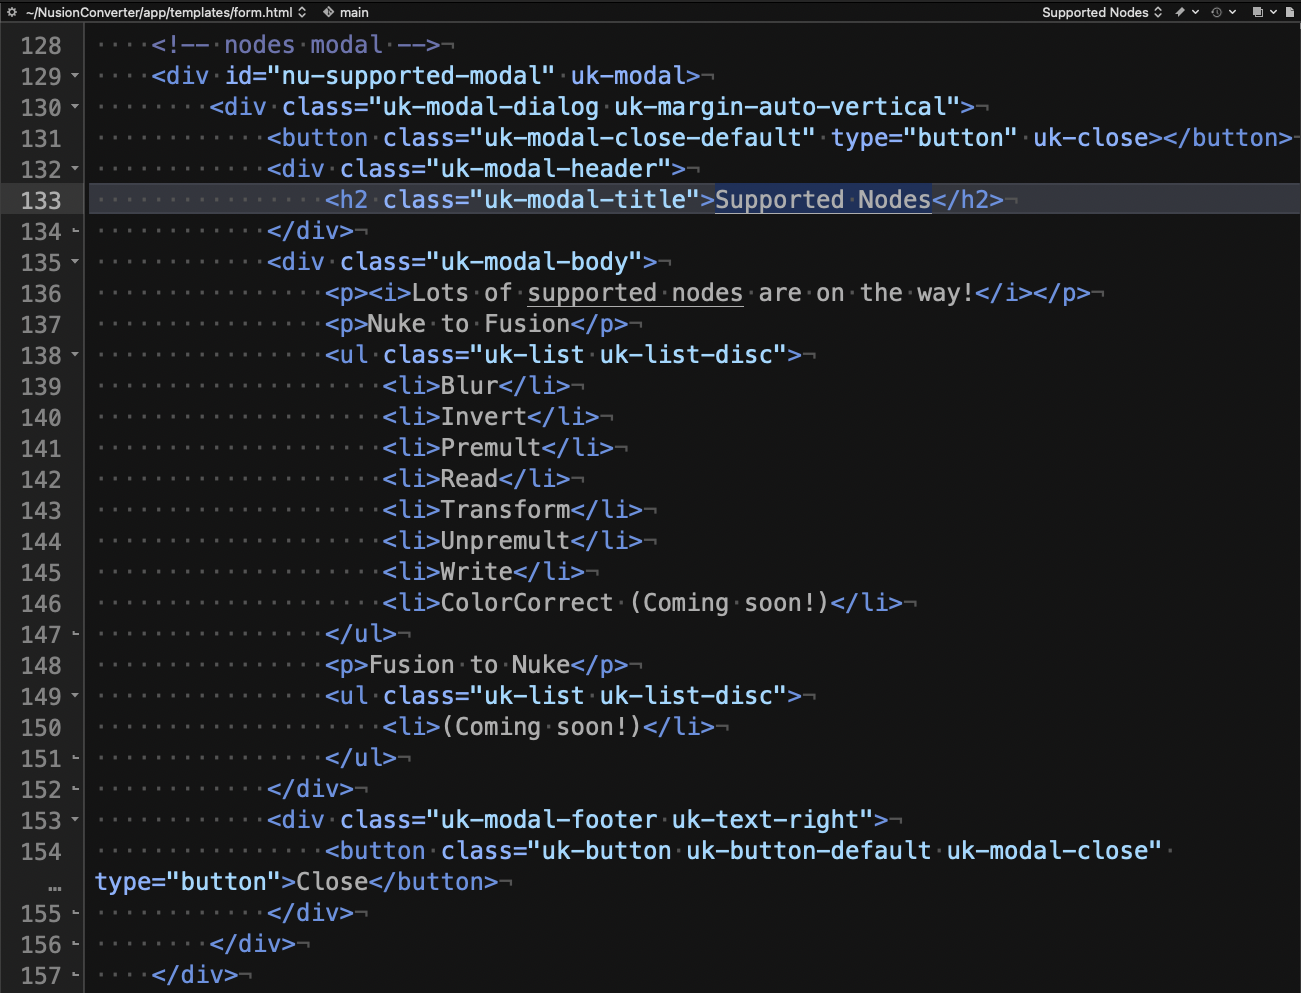 ~/NusionConverter/app/templates/form.html main Supported Nodes
128 <!-- nodes modal -->¬
129 <div id="nu-supported-modal" uk-modal>¬
130 <div class="uk-modal-dialog uk-margin-auto-vertical">¬
131 <button class="uk-modal-close-default" type="button" uk-close></button>¬
132 <div class="uk-modal-header">¬
133 <h2 class="uk-modal-title">Supported Nodes</h2>¬
134 </div>¬
135 <div class="uk-modal-body">¬
136 <p><i>Lots of supported nodes are on the way!</i></p>¬
137 <p>Nuke to Fusion</p>¬
138 <ul class="uk-list uk-list-disc">¬
139 <li>Blur</li>¬
140 <li>Invert</li>¬
141 <li>Premult</li>¬
142 <li>Read</li>¬
143 <li>Transform</li>¬
144 <li>Unpremult</li>¬
145 <li>Write</li>¬
146 <li>ColorCorrect (Coming soon!)</li>¬
147 </ul>¬
148 <p>Fusion to Nuke</p>¬
149 <ul class="uk-list uk-list-disc">¬
150 <li>(Coming soon!)</li>¬
151 </ul>¬
152 </div>¬
153 <div class="uk-modal-footer uk-text-right">¬
154 <button class="uk-button uk-button-default uk-modal-close"
… type="button">Close</button>¬
155 </div>¬
156 </div>¬
157 </div>¬